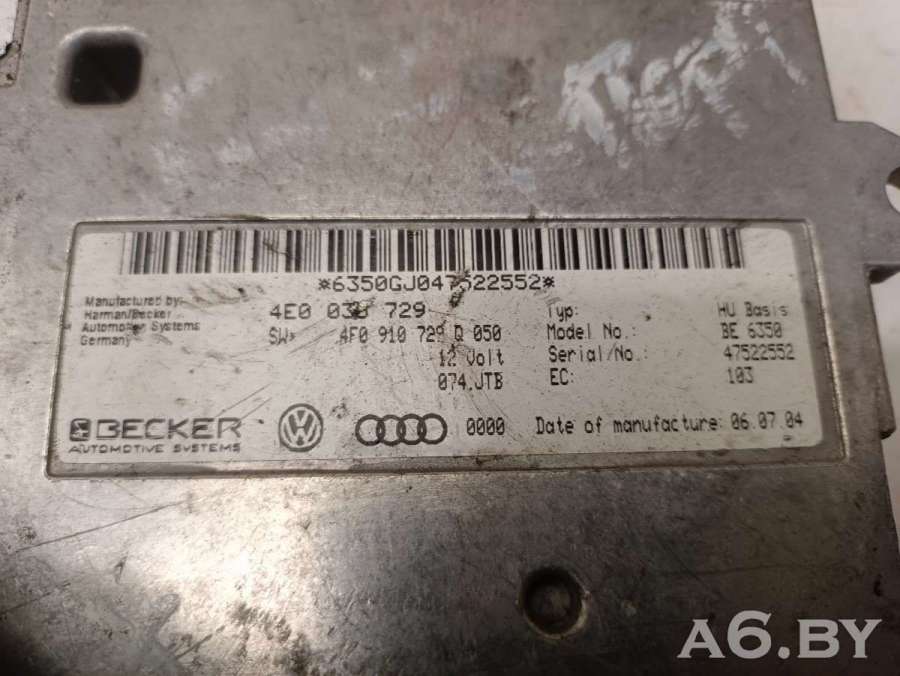 *6350GJ047522552*
Manufactured by:
Harman/Becker
Automotive Systems
Germany
4E0 035 729
SW: 4F0 910 729 Q 050
12 Volt
074.JTB
Typ: HU Basis
Model No.: BE 6350
Serial/No.: 47522552
EC: 103
BECKER
AUTOMOTIVE SYSTEMS
0000 Date of manufacture: 06.07.04
A6.BY